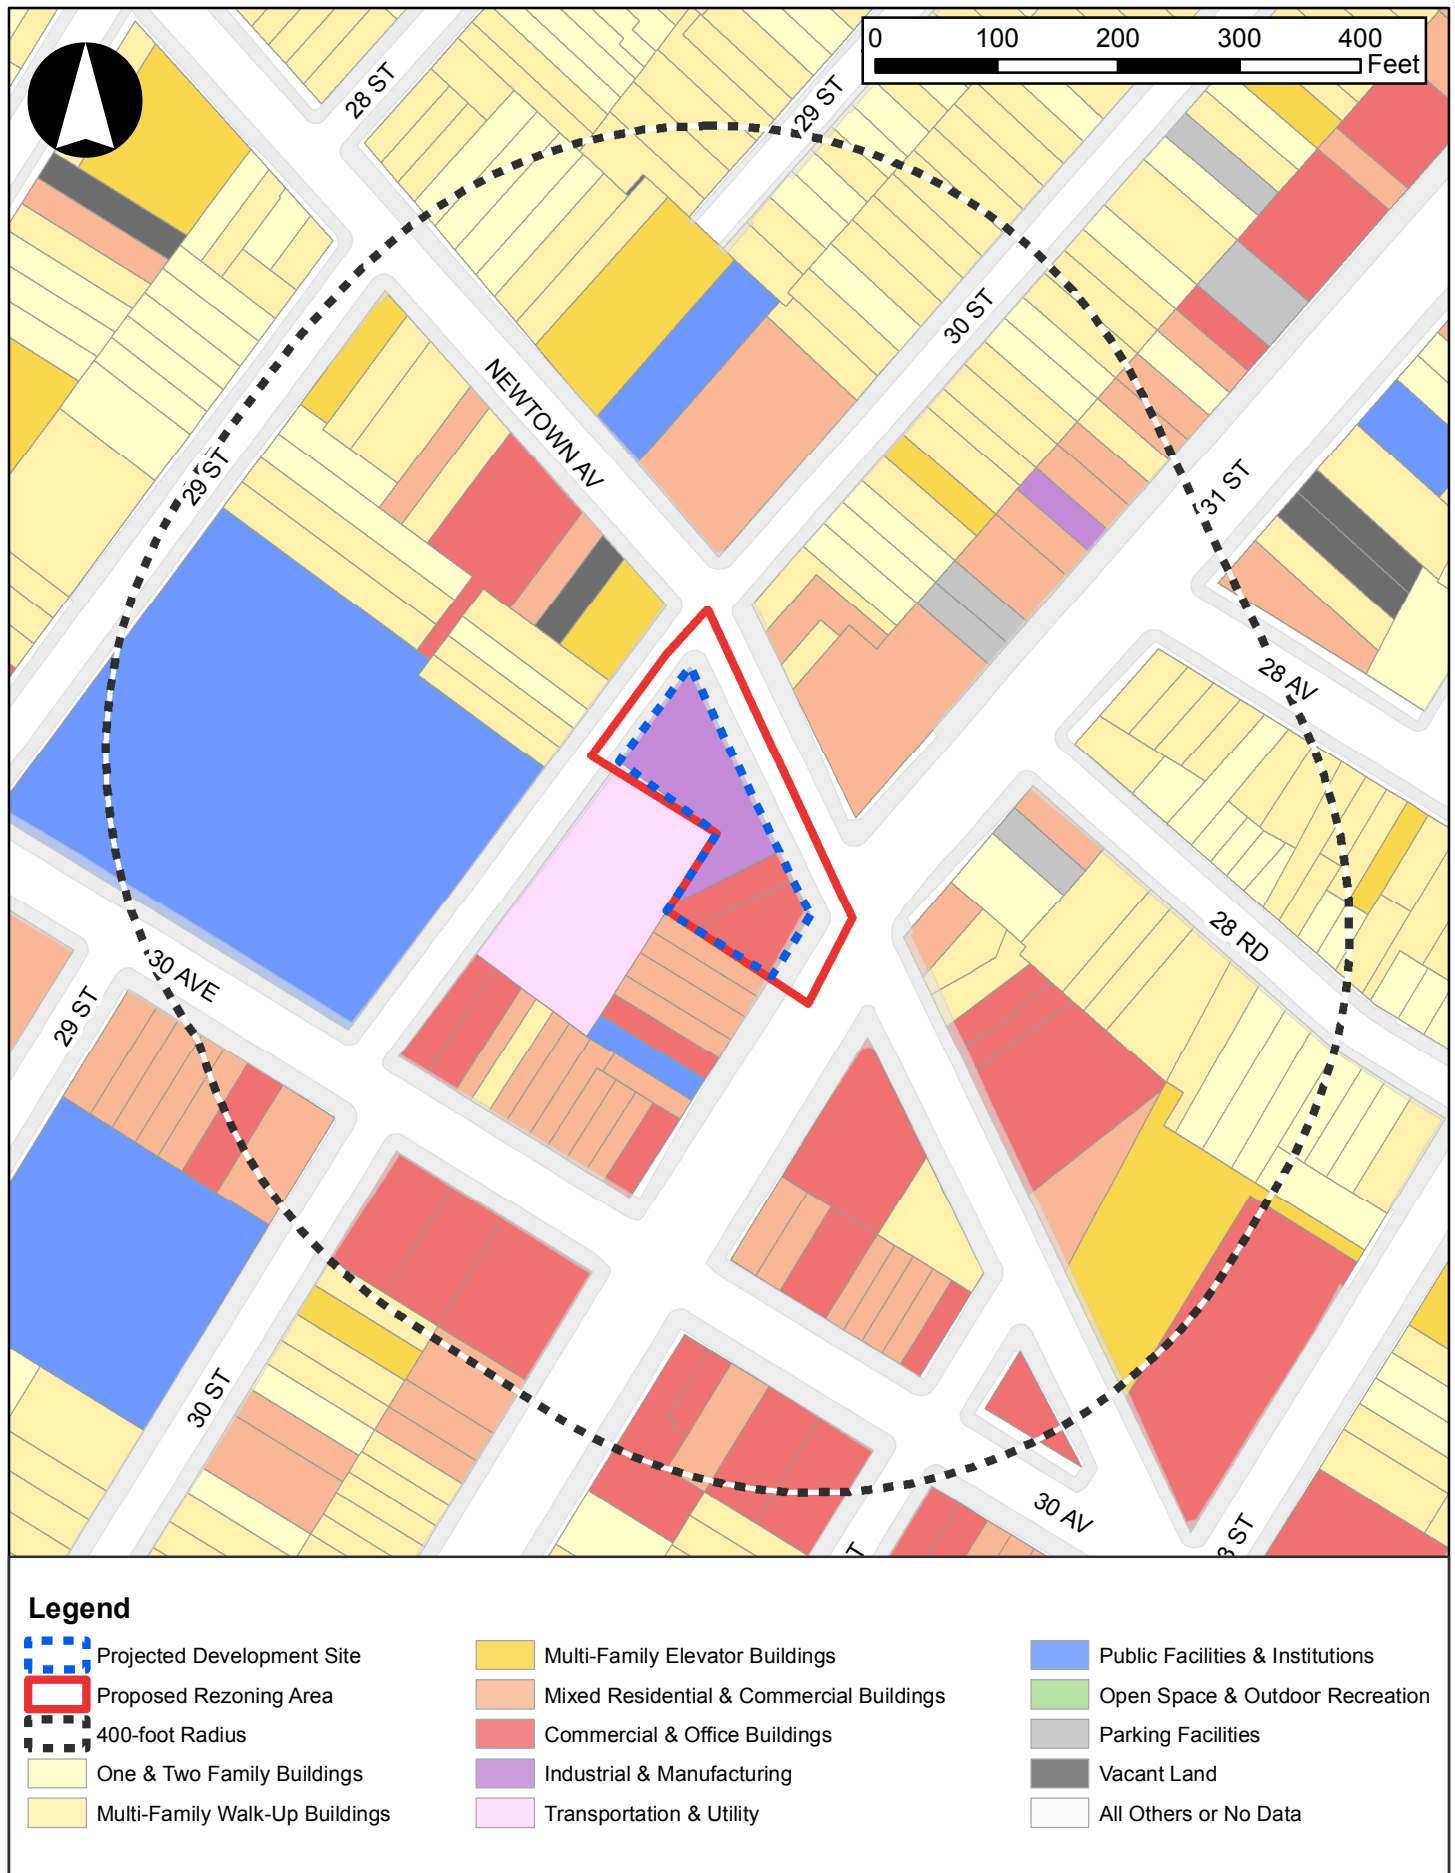 0 100 200 300 400
Feet
28 ST
29 ST
30 ST
NEWTOWN AV
29 ST
31 ST
28 AV
28 RD
30 AVE
29 ST
30 ST
30 AV
3 ST
T
Legend
Projected Development Site
Proposed Rezoning Area
400-foot Radius
One & Two Family Buildings
Multi-Family Walk-Up Buildings
Multi-Family Elevator Buildings
Mixed Residential & Commercial Buildings
Commercial & Office Buildings
Industrial & Manufacturing
Transportation & Utility
Public Facilities & Institutions
Open Space & Outdoor Recreation
Parking Facilities
Vacant Land
All Others or No Data